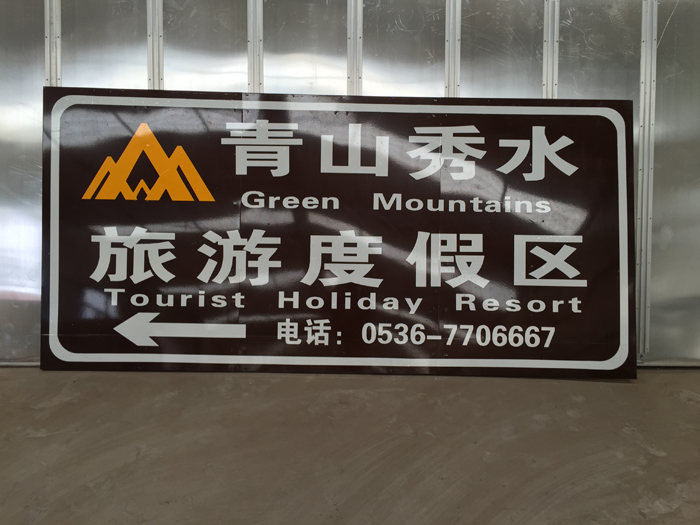 青山秀水
Green Mountains
旅游度假区
Tourist Holiday Resort
电话：0536-7706667